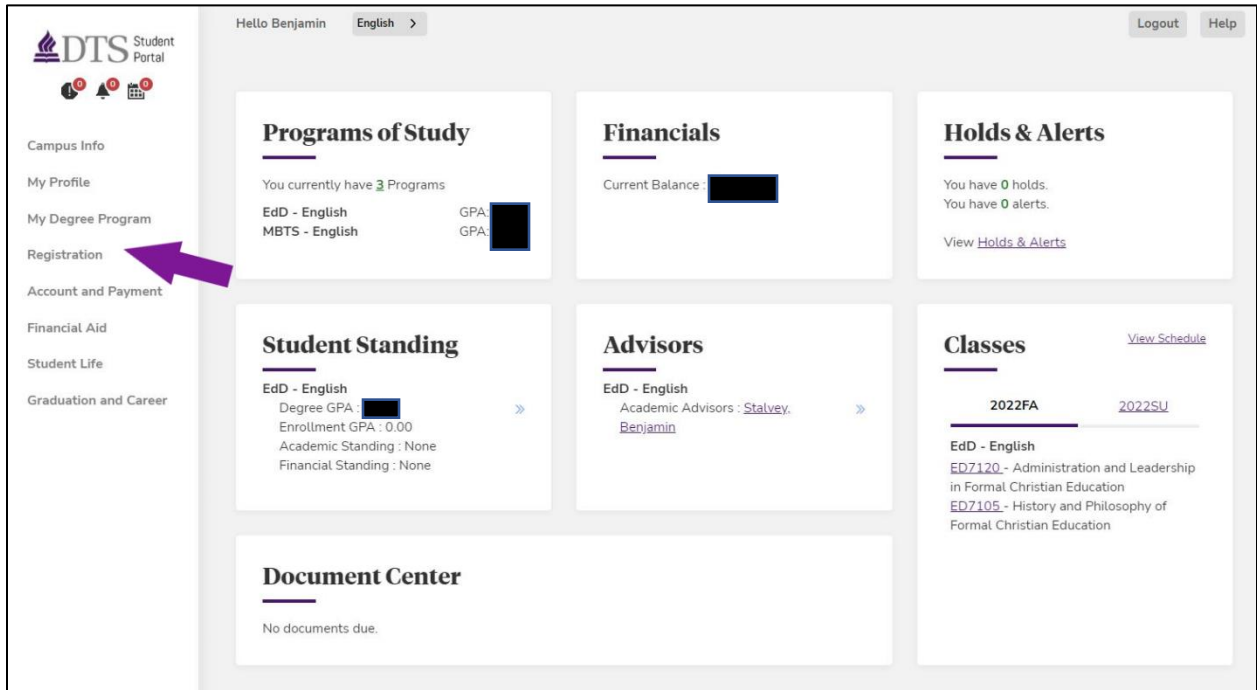 Hello Benjamin
English >
Logout
Help
DTS Student Portal
0 0 0
Campus Info
My Profile
My Degree Program
Registration
Account and Payment
Financial Aid
Student Life
Graduation and Career
Programs of Study
You currently have 3 Programs
EdD - English GPA:
MBTS - English GPA:
Financials
Current Balance :
Holds & Alerts
You have 0 holds.
You have 0 alerts.
View Holds & Alerts
Student Standing
EdD - English
Degree GPA :
Enrollment GPA : 0.00
Academic Standing : None
Financial Standing : None
»
Advisors
EdD - English
Academic Advisors : Stalvey,
Benjamin
»
Classes
View Schedule
2022FA
2022SU
EdD - English
ED7120 - Administration and Leadership
in Formal Christian Education
ED7105 - History and Philosophy of
Formal Christian Education
Document Center
No documents due.